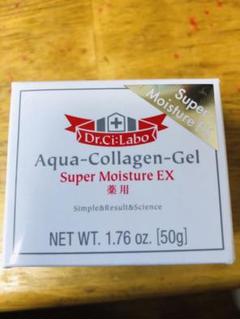 Super
Moisture EX
Dr.Ci:Labo
Aqua-Collagen-Gel
Super Moisture EX
薬用
Simple&Result&Science
NET WT. 1.76 oz. [50g]